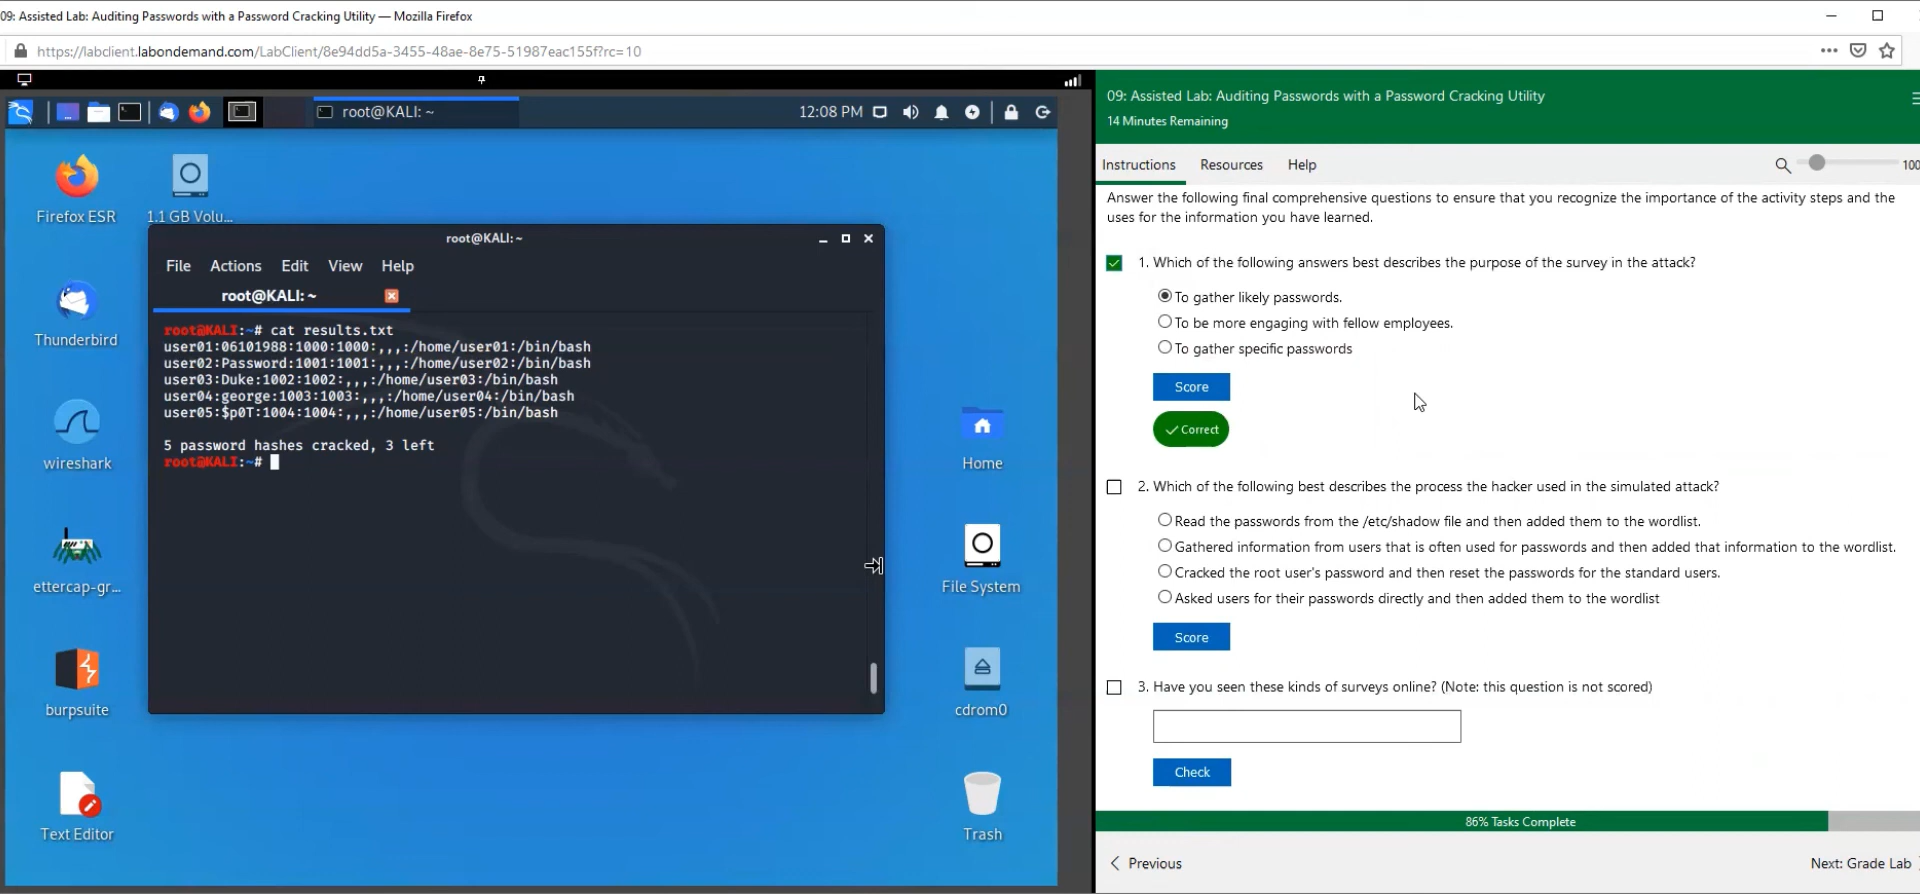 09: Assisted Lab: Auditing Passwords with a Password Cracking Utility — Mozilla Firefox
https://labclient.labondemand.com/LabClient/8e94dd5a-3455-48ae-8e75-51987eac155f?rc=10
root@KALI: ~
12:08 PM
Firefox ESR
1.1 GB Volu...
Thunderbird
wireshark
ettercap-gr...
burpsuite
Text Editor
root@KALI: ~
File Actions Edit View Help
root@KALI: ~
root@KALI:~# cat results.txt
user01:06101988:1000:1000:,,,:/home/user01:/bin/bash
user02:Password:1001:1001:,,,:/home/user02:/bin/bash
user03:Duke:1002:1002:,,,:/home/user03:/bin/bash
user04:george:1003:1003:,,,:/home/user04:/bin/bash
user05:$p0T:1004:1004:,,,:/home/user05:/bin/bash
5 password hashes cracked, 3 left
root@KALI:~#
Home
File System
cdrom0
Trash
09: Assisted Lab: Auditing Passwords with a Password Cracking Utility
14 Minutes Remaining
Instructions Resources Help
100
Answer the following final comprehensive questions to ensure that you recognize the importance of the activity steps and the
uses for the information you have learned.
1. Which of the following answers best describes the purpose of the survey in the attack?
To gather likely passwords.
To be more engaging with fellow employees.
To gather specific passwords
Score
Correct
2. Which of the following best describes the process the hacker used in the simulated attack?
Read the passwords from the /etc/shadow file and then added them to the wordlist.
Gathered information from users that is often used for passwords and then added that information to the wordlist.
Cracked the root user's password and then reset the passwords for the standard users.
Asked users for their passwords directly and then added them to the wordlist
Score
3. Have you seen these kinds of surveys online? (Note: this question is not scored)
Check
86% Tasks Complete
Previous
Next: Grade Lab